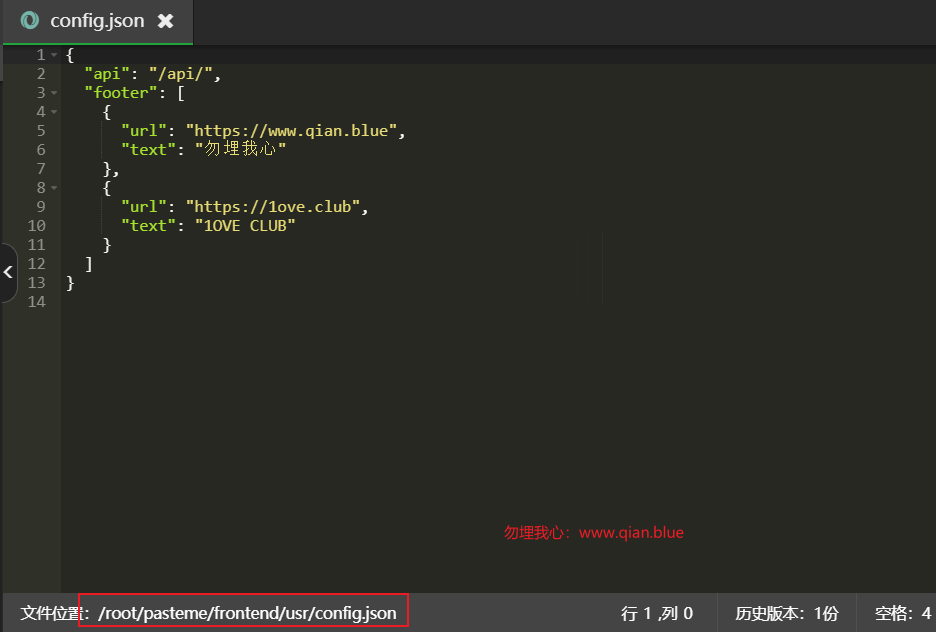 config.json ✖
1 {
2 "api": "/api/",
3 "footer": [
4 {
5 "url": "https://www.qian.blue",
6 "text": "勿埋我心"
7 },
8 {
9 "url": "https://1ove.club",
10 "text": "1OVE CLUB"
11 }
12 ]
13 }
14
勿埋我心：www.qian.blue
文件位置：/root/pasteme/frontend/usr/config.json 行 1 ,列 0 历史版本：1份 空格：4